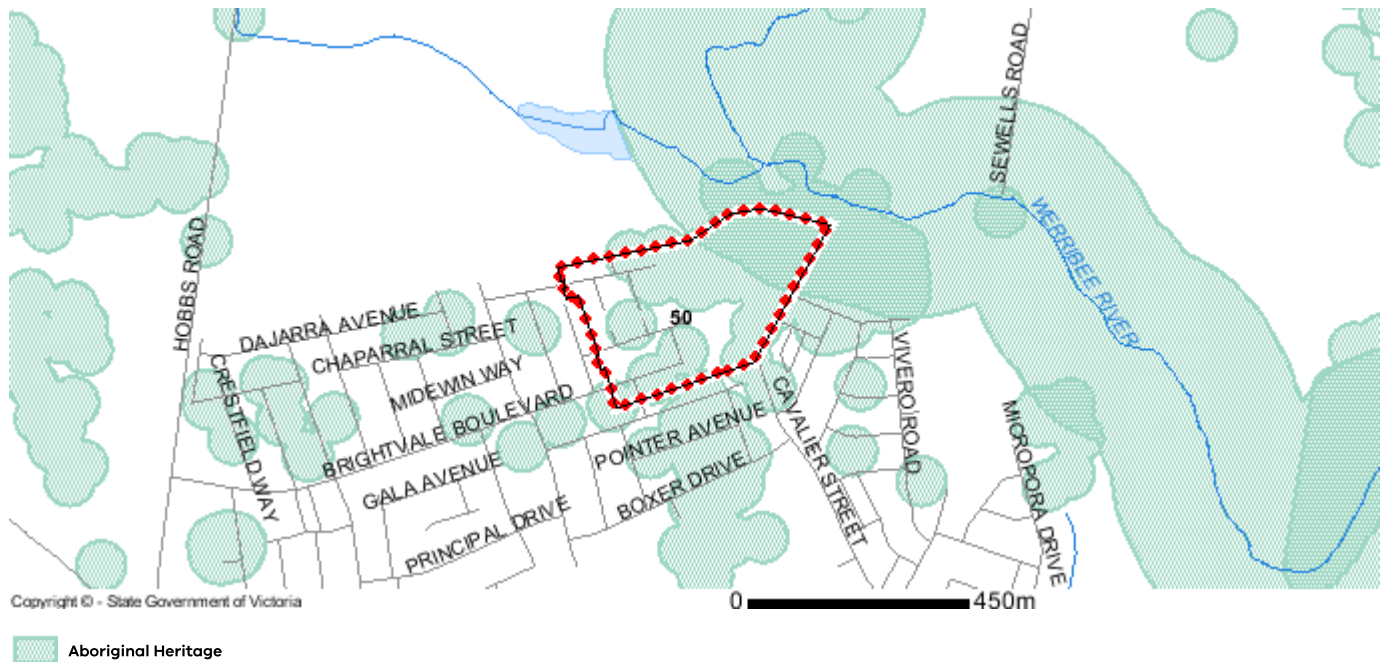 SEWELLS ROAD
WERRIBEE RIVER
HOBBS ROAD
DAJARRA AVENUE
50
CHAPARRAL STREET
MIDEWIN WAY
CRESTFIELD WAY
BRIGHTVALE BOULEVARD
GALA AVENUE
PRINCIPAL DRIVE
POINTER AVENUE
BOXER DRIVE
CAVALIER STREET
VIVERO ROAD
MICROPORA DRIVE
Copyright © - State Government of Victoria
0 450m
Aboriginal Heritage